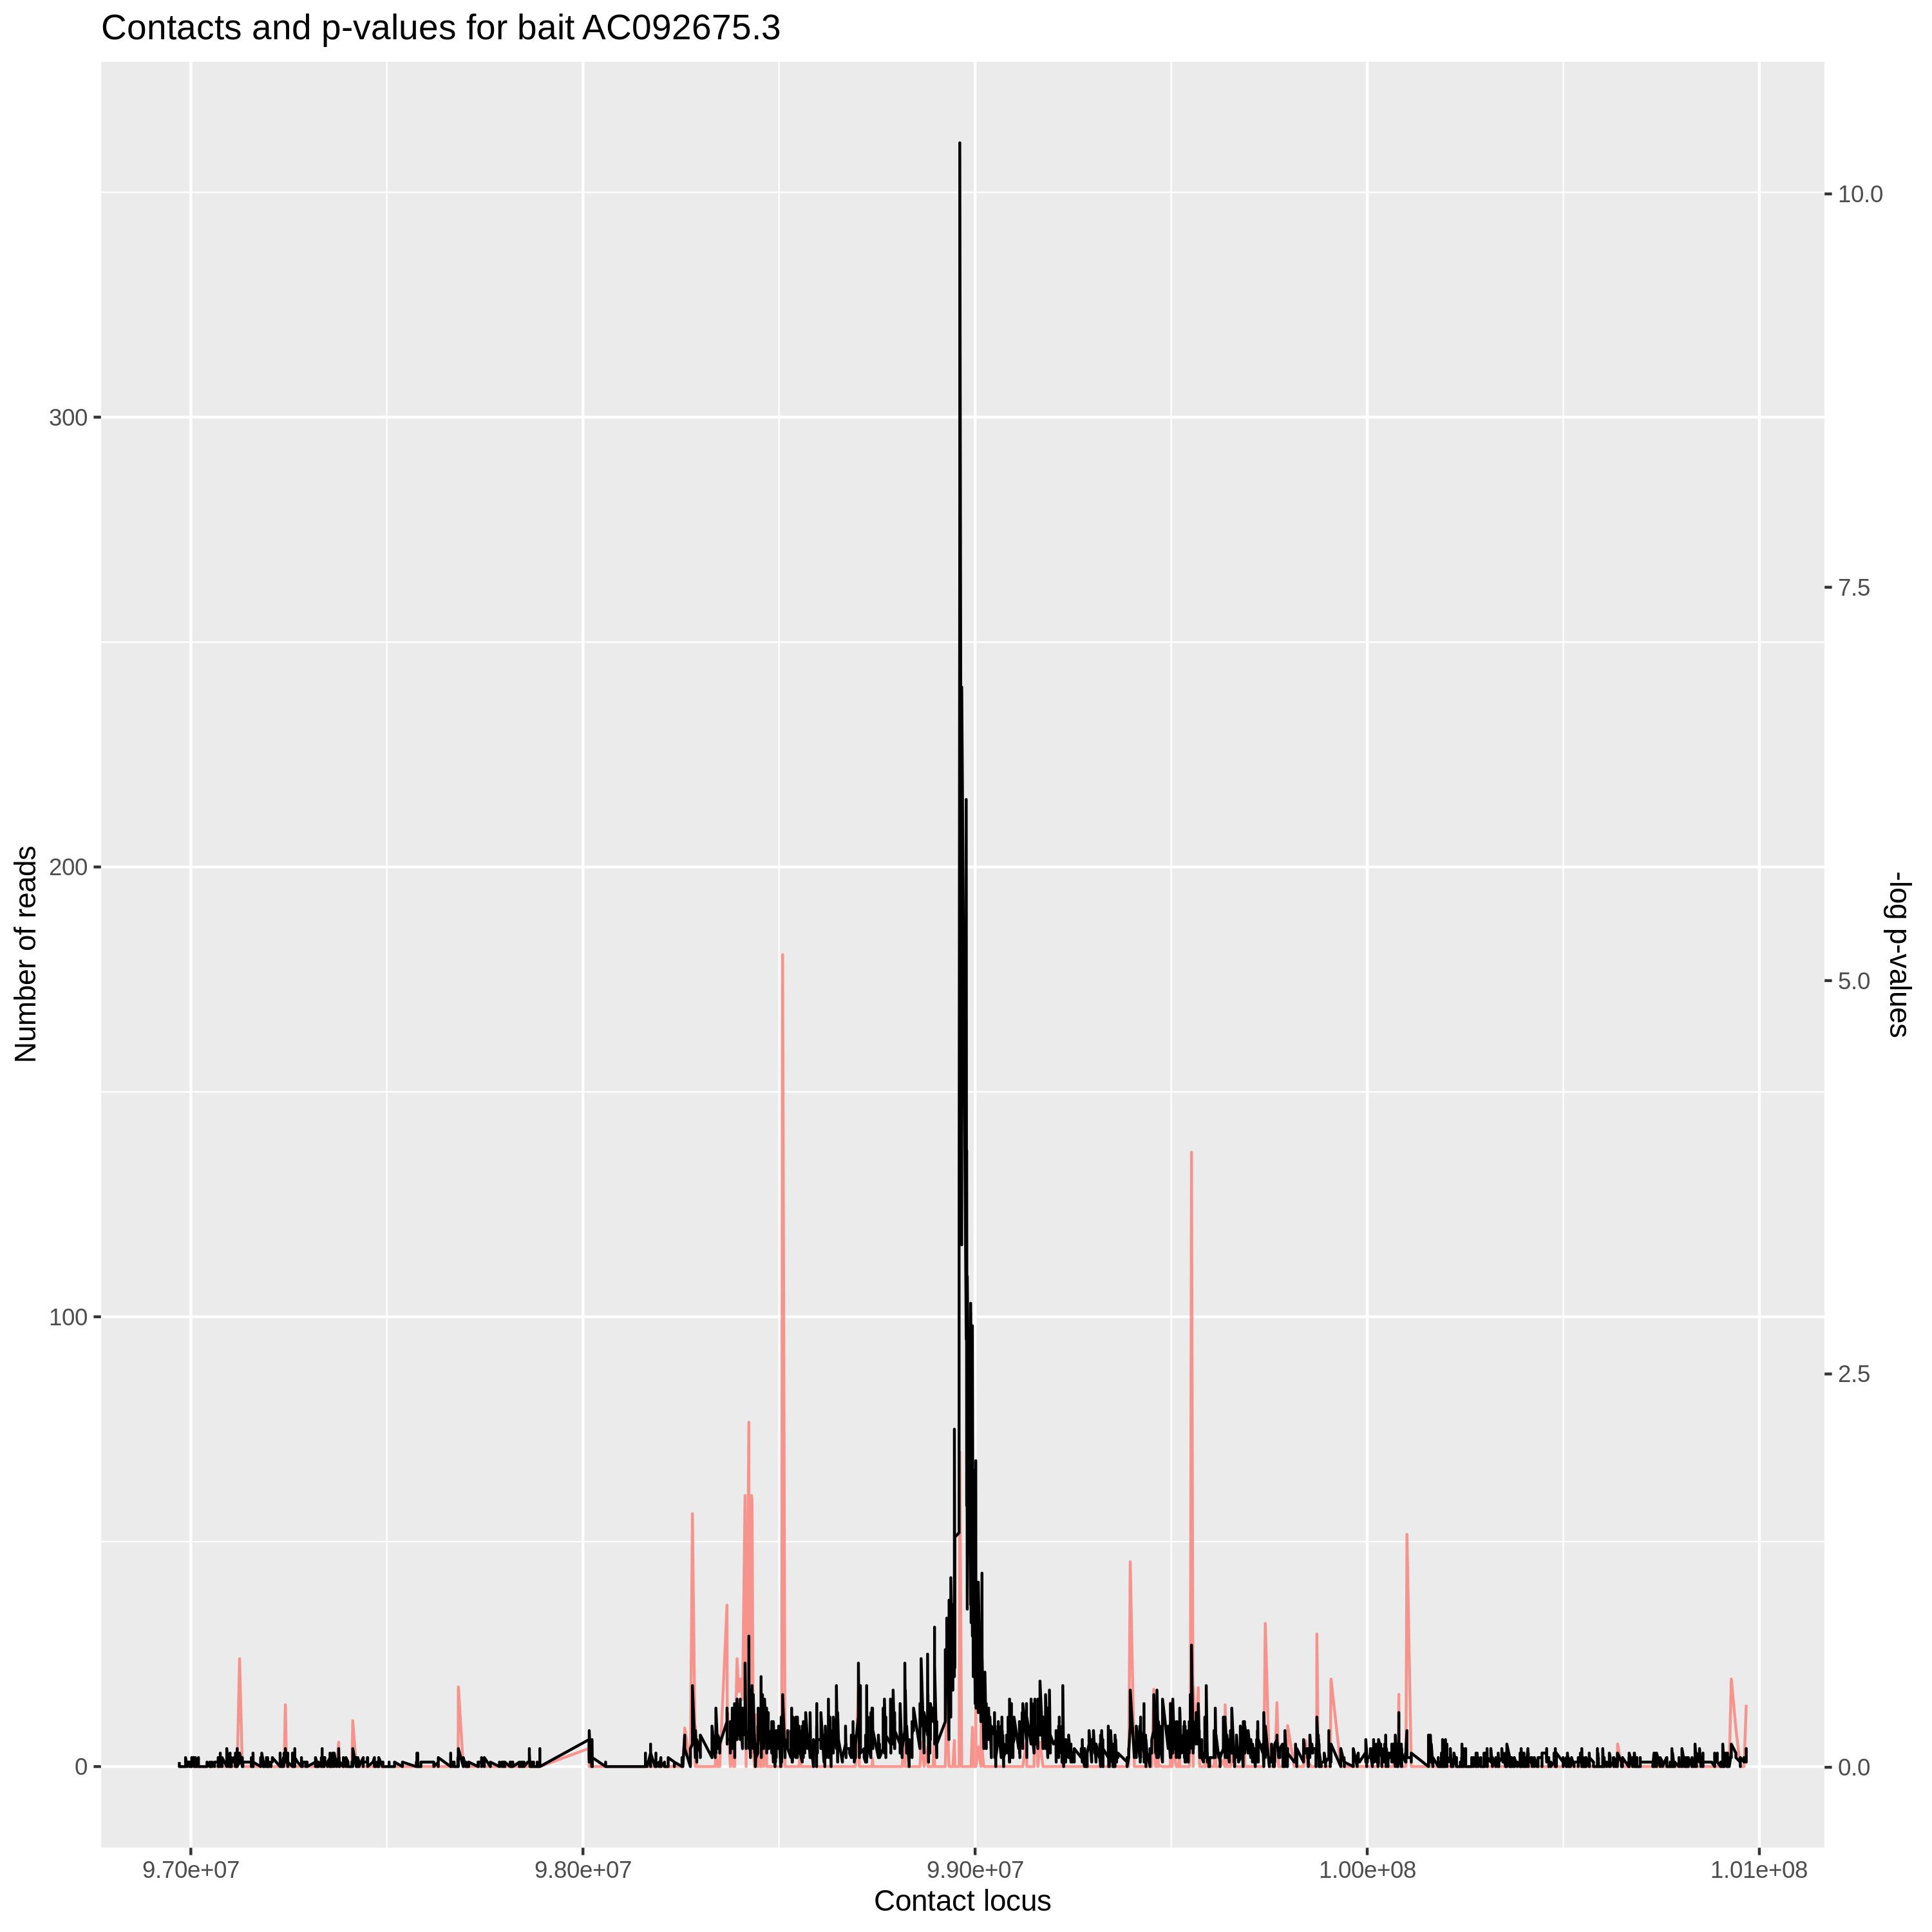 Contacts and p-values for bait AC092675.3
Number of reads
300
200
100
0
10.0
7.5
5.0
2.5
0.0
-log p-values
9.70e+07 9.80e+07 9.90e+07 1.00e+08 1.01e+08
Contact locus